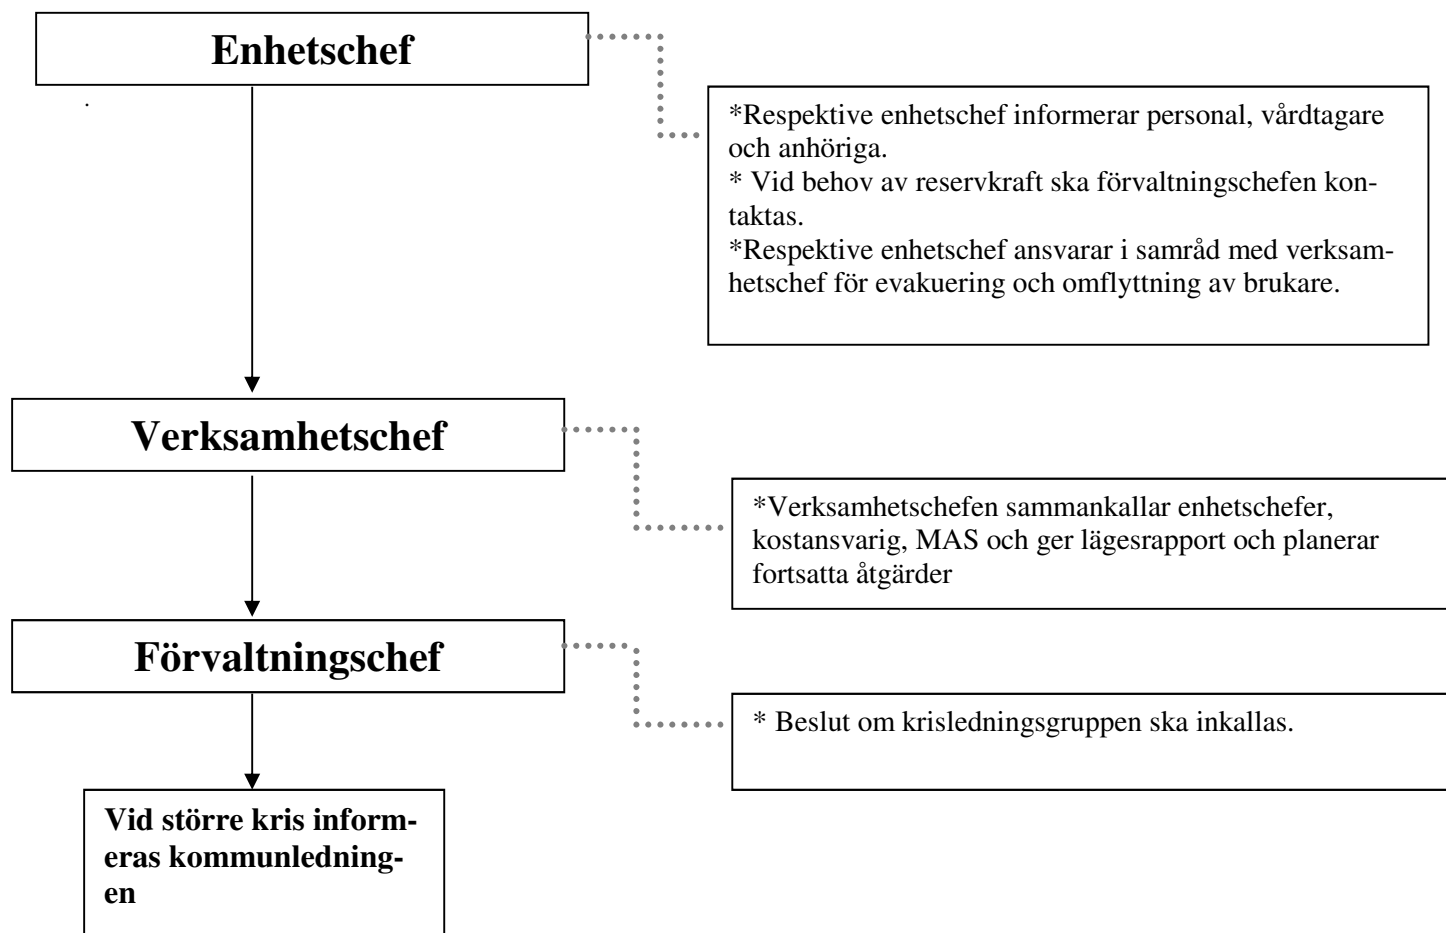 Enhetschef
.
*Respektive enhetschef informerar personal, vårdtagare
och anhöriga.
* Vid behov av reservkraft ska förvaltningschefen kon-
taktas.
*Respektive enhetschef ansvarar i samråd med verksam-
hetschef för evakuering och omflyttning av brukare.
Verksamhetschef
*Verksamhetschefen sammankallar enhetschefer,
kostansvarig, MAS och ger lägesrapport och planerar
fortsatta åtgärder
Förvaltningschef
* Beslut om krisledningsgruppen ska inkallas.
Vid större kris inform-
eras kommunledning-
en